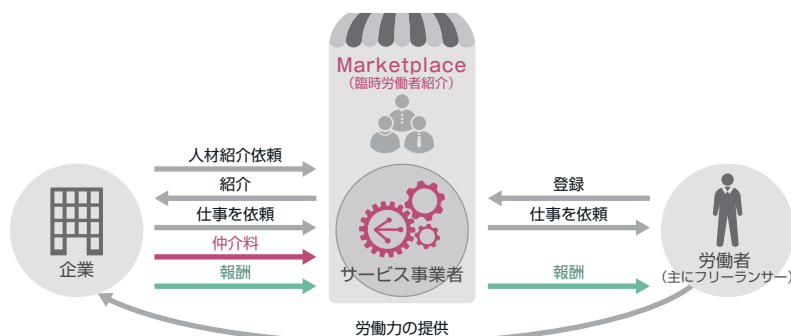 Marketplace
（臨時労働者紹介）
人材紹介依頼
紹介
仕事を依頼
仲介料
報酬
企業
サービス事業者
登録
仕事を依頼
報酬
労働者
（主にフリーランサー）
労働力の提供